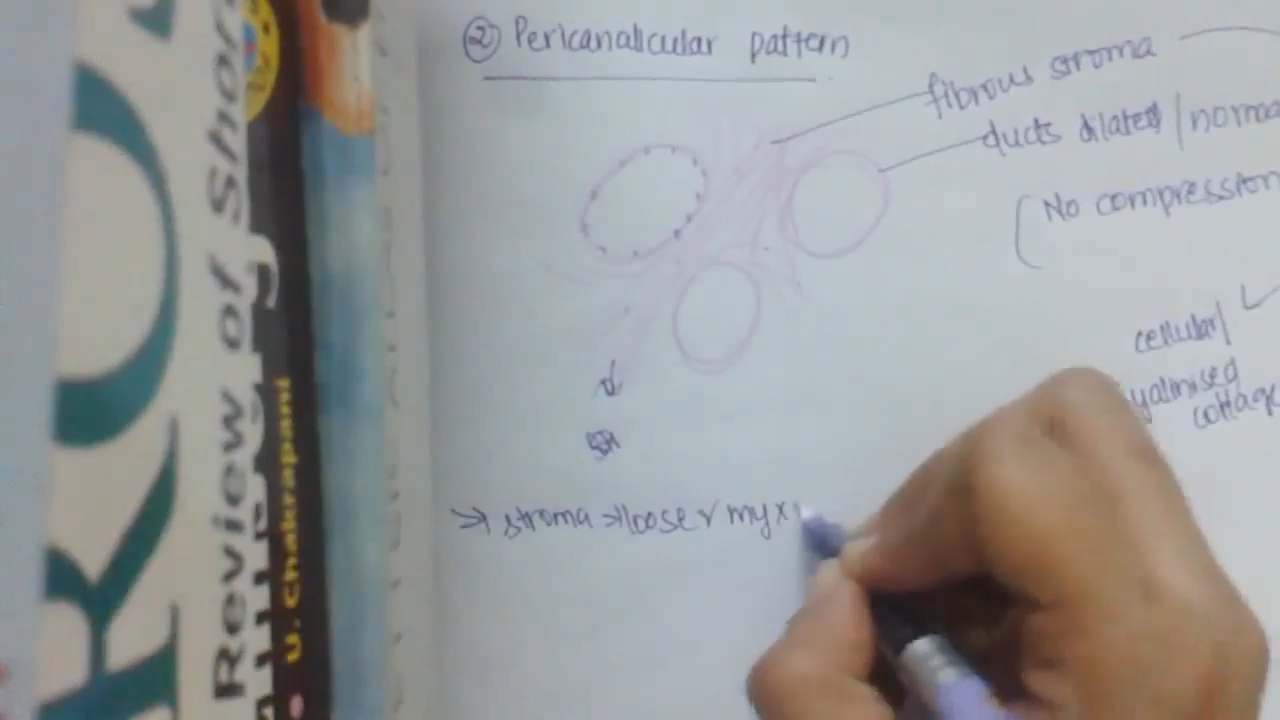 ② Pericanalicular pattern
fibrous stroma
ducts dilated / norma
(No compression
cellular/
yalinised
collage
→ stroma → loose r myx
Review of Short
U. Chakrapani